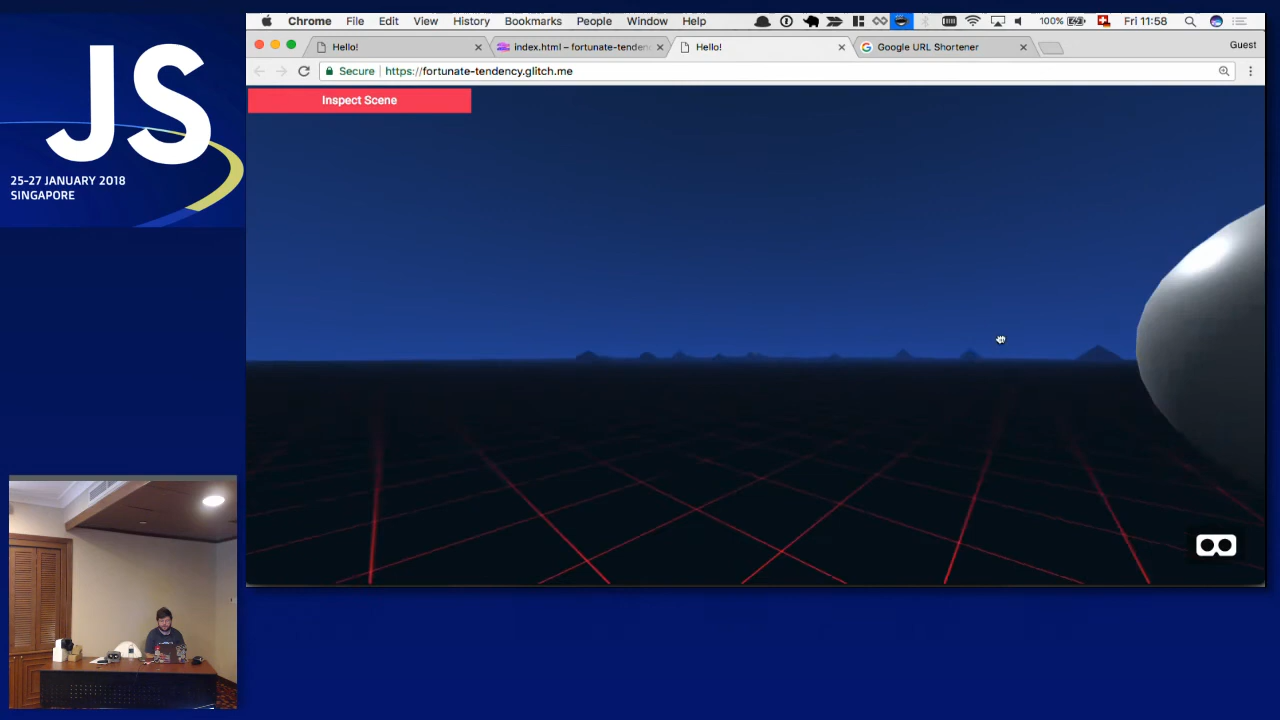 JS
25-27 JANUARY 2018
SINGAPORE
Chrome File Edit View History Bookmarks People Window Help
100%
Fri 11:58
Hello!
index.html – fortunate-tenden
Hello!
Google URL Shortener
Guest
Secure
https://fortunate-tendency.glitch.me
Inspect Scene